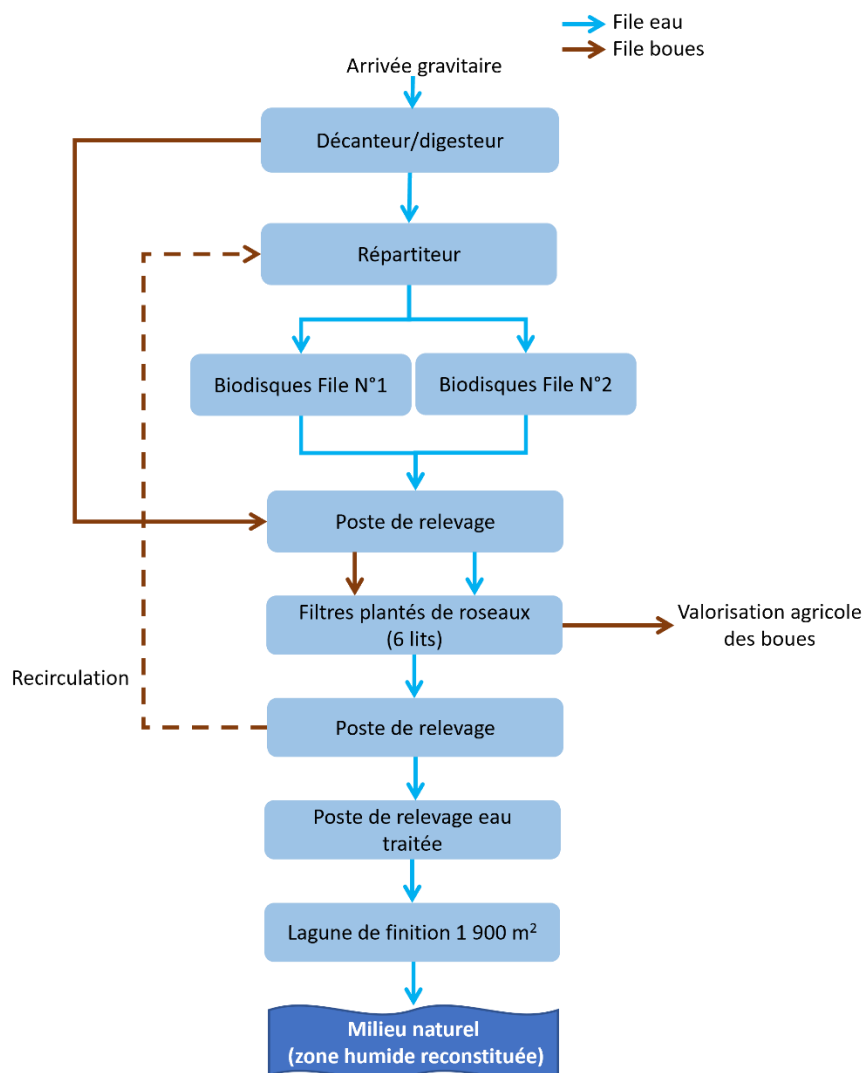 File eau
File boues
Arrivée gravitaire
Décanteur/digesteur
Répartiteur
Biodisques File N°1
Biodisques File N°2
Poste de relevage
Filtres plantés de roseaux
(6 lits)
Valorisation agricole
des boues
Recirculation
Poste de relevage
Poste de relevage eau
traitée
Lagune de finition 1 900 m²
Milieu naturel
(zone humide reconstituée)